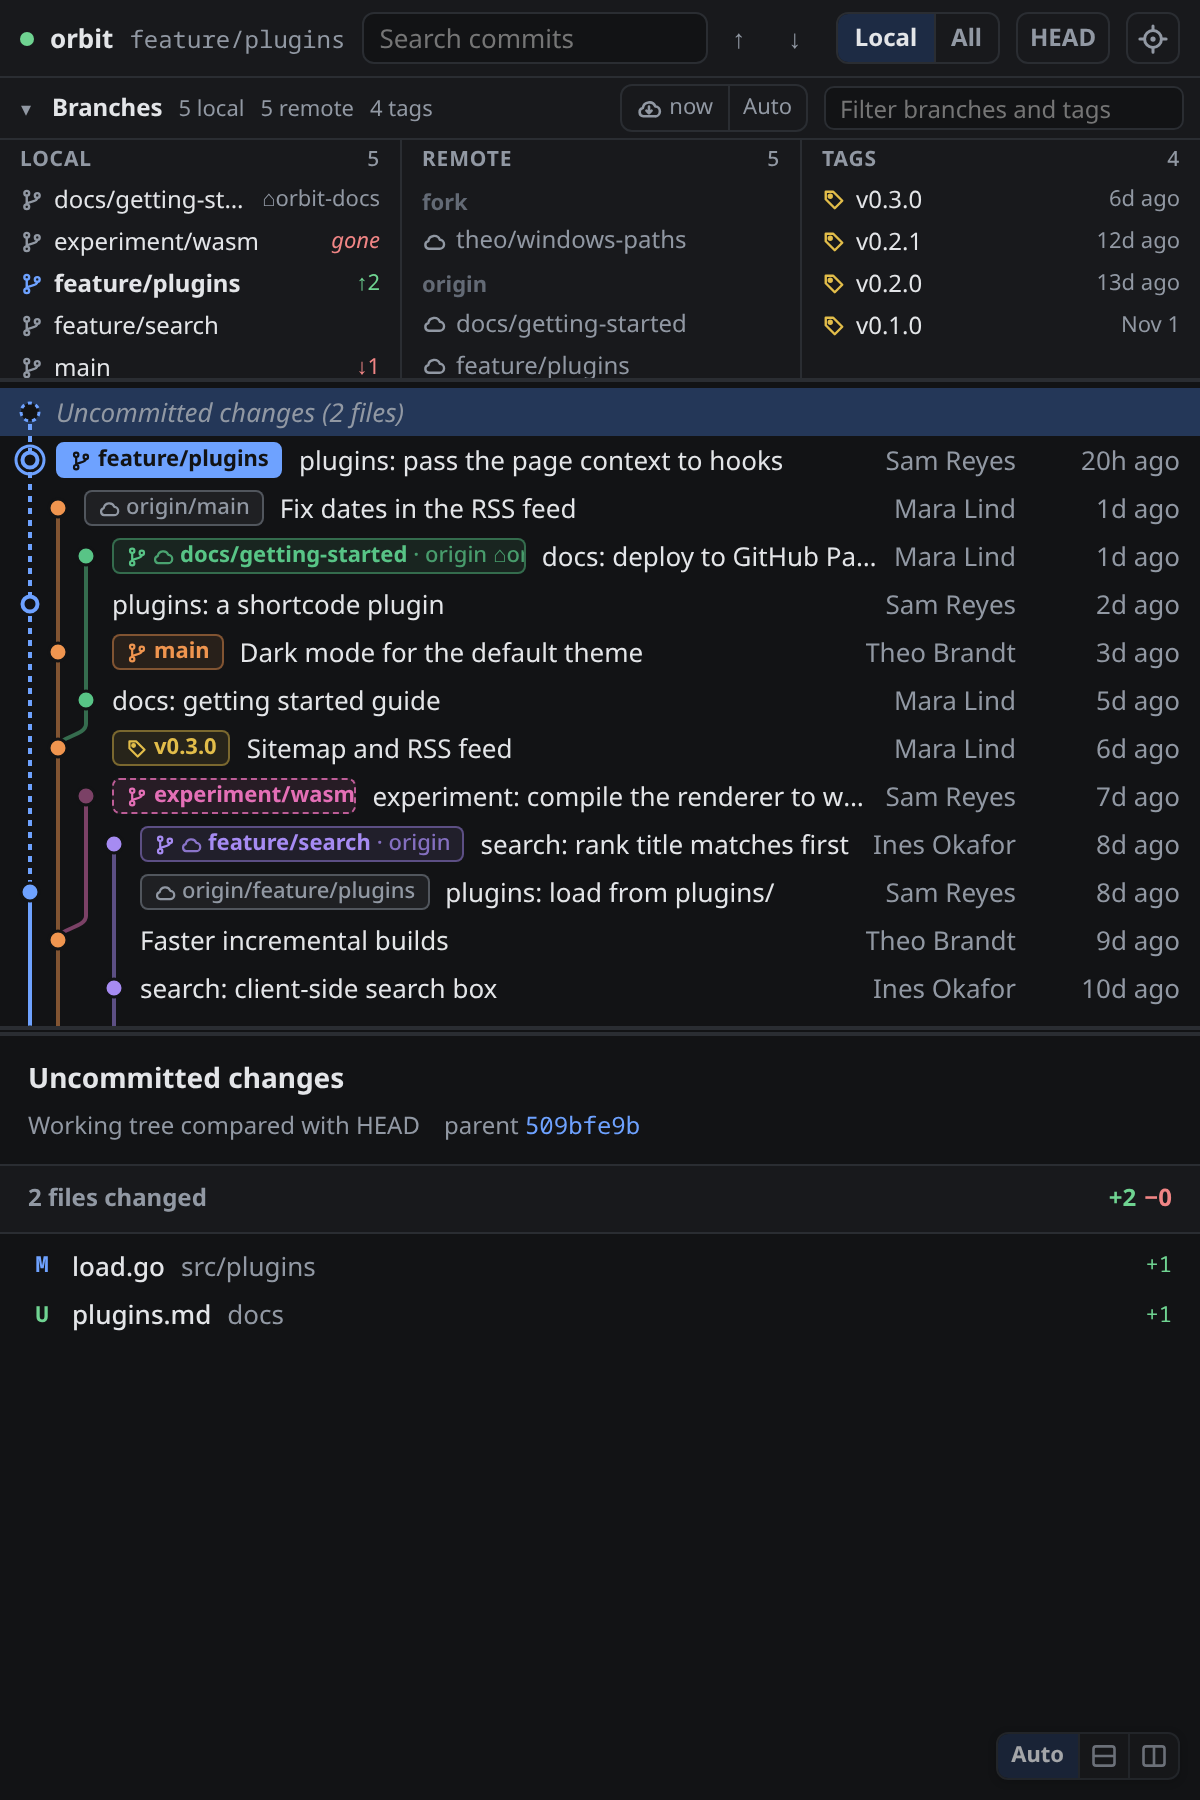 orbit feature/plugins Search commits ↑ ↓ Local All HEAD
▾ Branches 5 local 5 remote 4 tags now Auto Filter branches and tags
LOCAL 5
docs/getting-st... ⌂orbit-docs
experiment/wasm gone
feature/plugins ↑2
feature/search
main ↓1
REMOTE 5
fork
theo/windows-paths
origin
docs/getting-started
feature/plugins
TAGS 4
v0.3.0 6d ago
v0.2.1 12d ago
v0.2.0 13d ago
v0.1.0 Nov 1
Uncommitted changes (2 files)
feature/plugins plugins: pass the page context to hooks Sam Reyes 20h ago
origin/main Fix dates in the RSS feed Mara Lind 1d ago
docs/getting-started · origin ⌂or docs: deploy to GitHub Pa... Mara Lind 1d ago
plugins: a shortcode plugin Sam Reyes 2d ago
main Dark mode for the default theme Theo Brandt 3d ago
docs: getting started guide Mara Lind 5d ago
v0.3.0 Sitemap and RSS feed Mara Lind 6d ago
experiment/wasm experiment: compile the renderer to w... Sam Reyes 7d ago
feature/search · origin search: rank title matches first Ines Okafor 8d ago
origin/feature/plugins plugins: load from plugins/ Sam Reyes 8d ago
Faster incremental builds Theo Brandt 9d ago
search: client-side search box Ines Okafor 10d ago
Uncommitted changes
Working tree compared with HEAD parent 509bfe9b
2 files changed +2 −0
M load.go src/plugins +1
U plugins.md docs +1
Auto